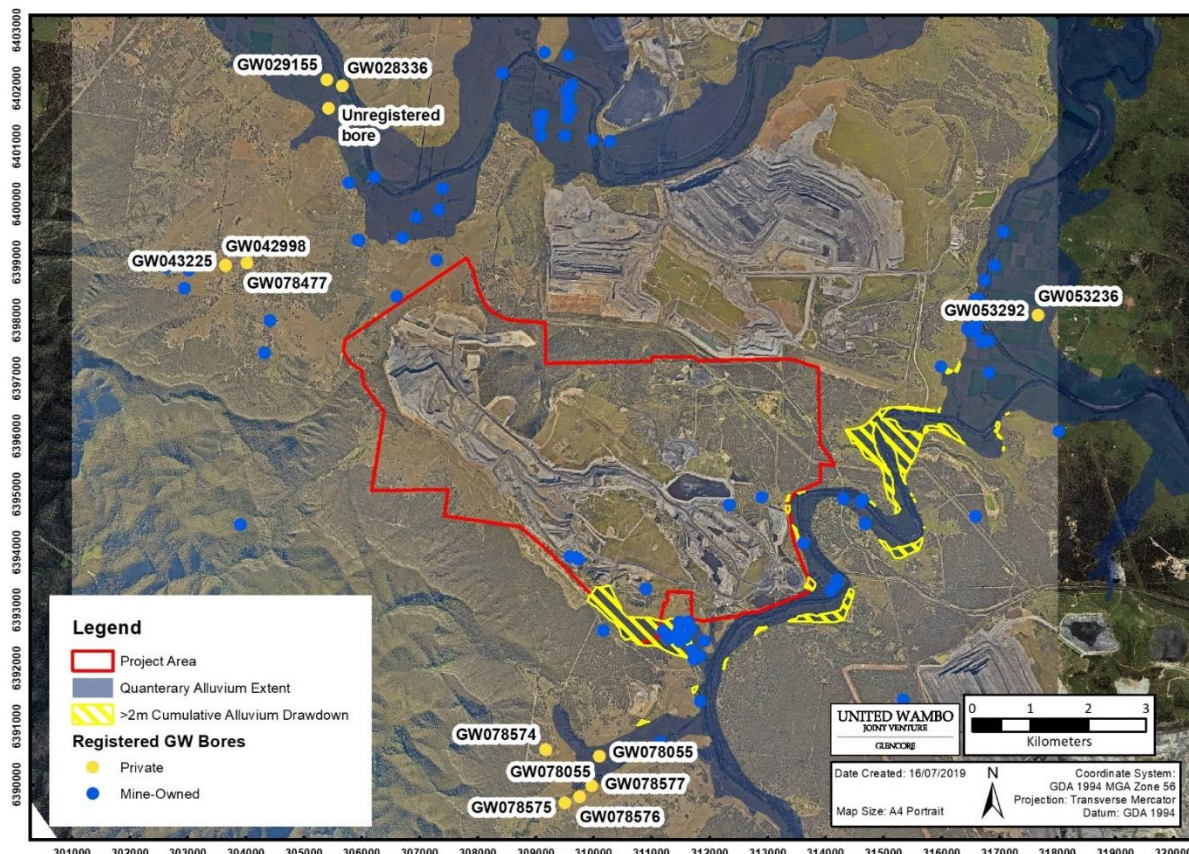 6403000
6402000
6401000
6400000
6399000
6398000
6397000
6396000
6395000
6394000
6393000
6392000
6391000
6390000
GW029155
GW028336
Unregistered
bore
GW042998
GW043225
GW078477
GW053236
GW053292
GW078574
GW078055
GW078055
GW078577
GW078575
GW078576
Legend
Project Area
Quanterary Alluvium Extent
>2m Cumulative Alluvium Drawdown
Registered GW Bores
Private
Mine-Owned
UNITED WAMBO
JOINT VENTURE
GLENCORE
0 1 2 3
Kilometers
Date Created: 16/07/2019
Map Size: A4 Portrait
N
Coordinate System:
GDA 1994 MGA Zone 56
Projection: Transverse Mercator
Datum: GDA 1994
301000 302000 303000 304000 305000 306000 307000 308000 309000 310000 311000 312000 313000 314000 315000 316000 317000 318000 319000 320000